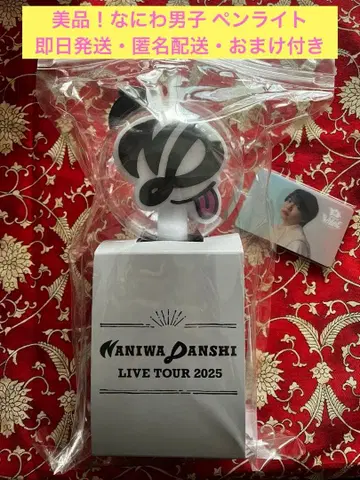 美品！なにわ男子 ペンライト
即日発送・匿名配送・おまけ付き
NANIWA DANSHI
LIVE TOUR 2025